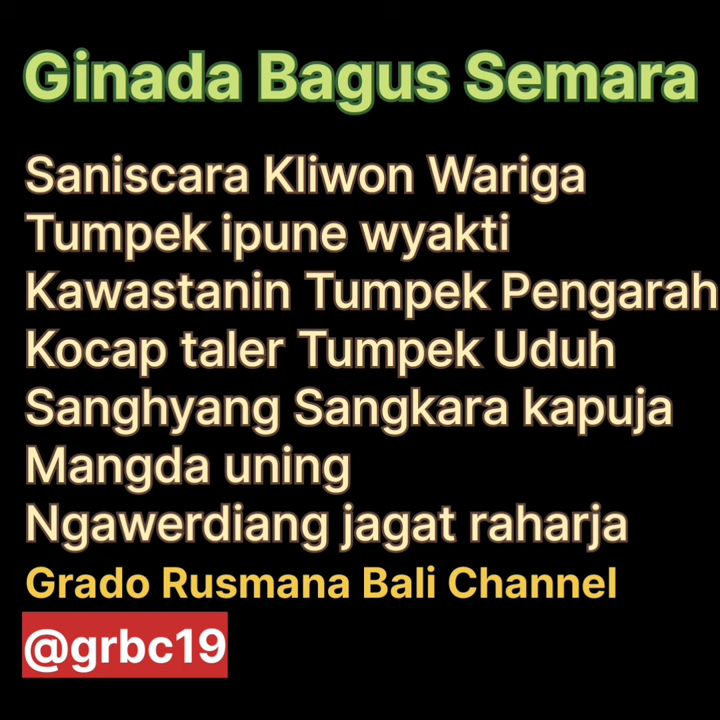 Ginada Bagus Semara
Saniscara Kliwon Wariga
Tumpek ipune wyakti
Kawastanin Tumpek Pengarah
Kocap taler Tumpek Uduh
Sanghyang Sangkara kapuja
Mangda uning
Ngawerdiang jagat raharja
Grado Rusmana Bali Channel
@grbc19